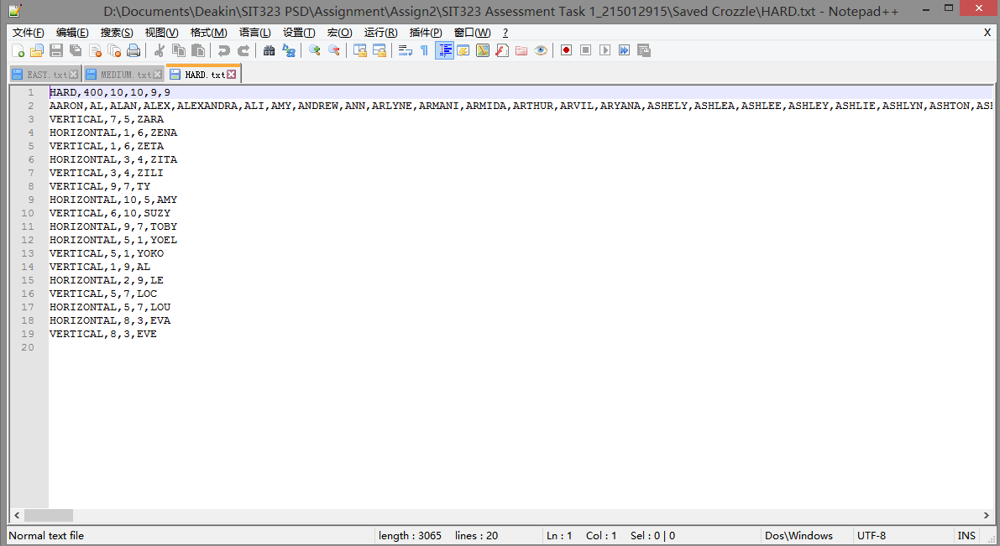 D:\Documents\Deakin\SIT323 PSD\Assignment\Assign2\SIT323 Assessment Task 1_215012915\Saved Crozzle\HARD.txt - Notepad++
文件(F) 编辑(E) 搜索(S) 视图(V) 格式(M) 语言(L) 设置(T) 宏(O) 运行(R) 插件(P) 窗口(W) ? X
EASY.txt MEDIUM.txt HARD.txt
1 HARD,400,10,10,9,9
2 AARON,AL,ALAN,ALEX,ALEXANDRA,ALI,AMY,ANDREW,ANN,ARLYNE,ARMANI,ARMIDA,ARTHUR,ARVIL,ARYANA,ASHELY,ASHLEA,ASHLEE,ASHLEY,ASHLIE,ASHLYN,ASHTON,
3 VERTICAL,7,5,ZARA
4 HORIZONTAL,1,6,ZENA
5 VERTICAL,1,6,ZETA
6 HORIZONTAL,3,4,ZITA
7 VERTICAL,3,4,ZILI
8 VERTICAL,9,7,TY
9 HORIZONTAL,10,5,AMY
10 VERTICAL,6,10,SUZY
11 HORIZONTAL,9,7,TOBY
12 HORIZONTAL,5,1,YOEL
13 VERTICAL,5,1,YOKO
14 VERTICAL,1,9,AL
15 HORIZONTAL,2,9,LE
16 VERTICAL,5,7,LOC
17 HORIZONTAL,5,7,LOU
18 HORIZONTAL,8,3,EVA
19 VERTICAL,8,3,EVE
20
Normal text file length : 3065 lines : 20 Ln : 1 Col : 1 Sel : 0 | 0 Dos\Windows UTF-8 INS